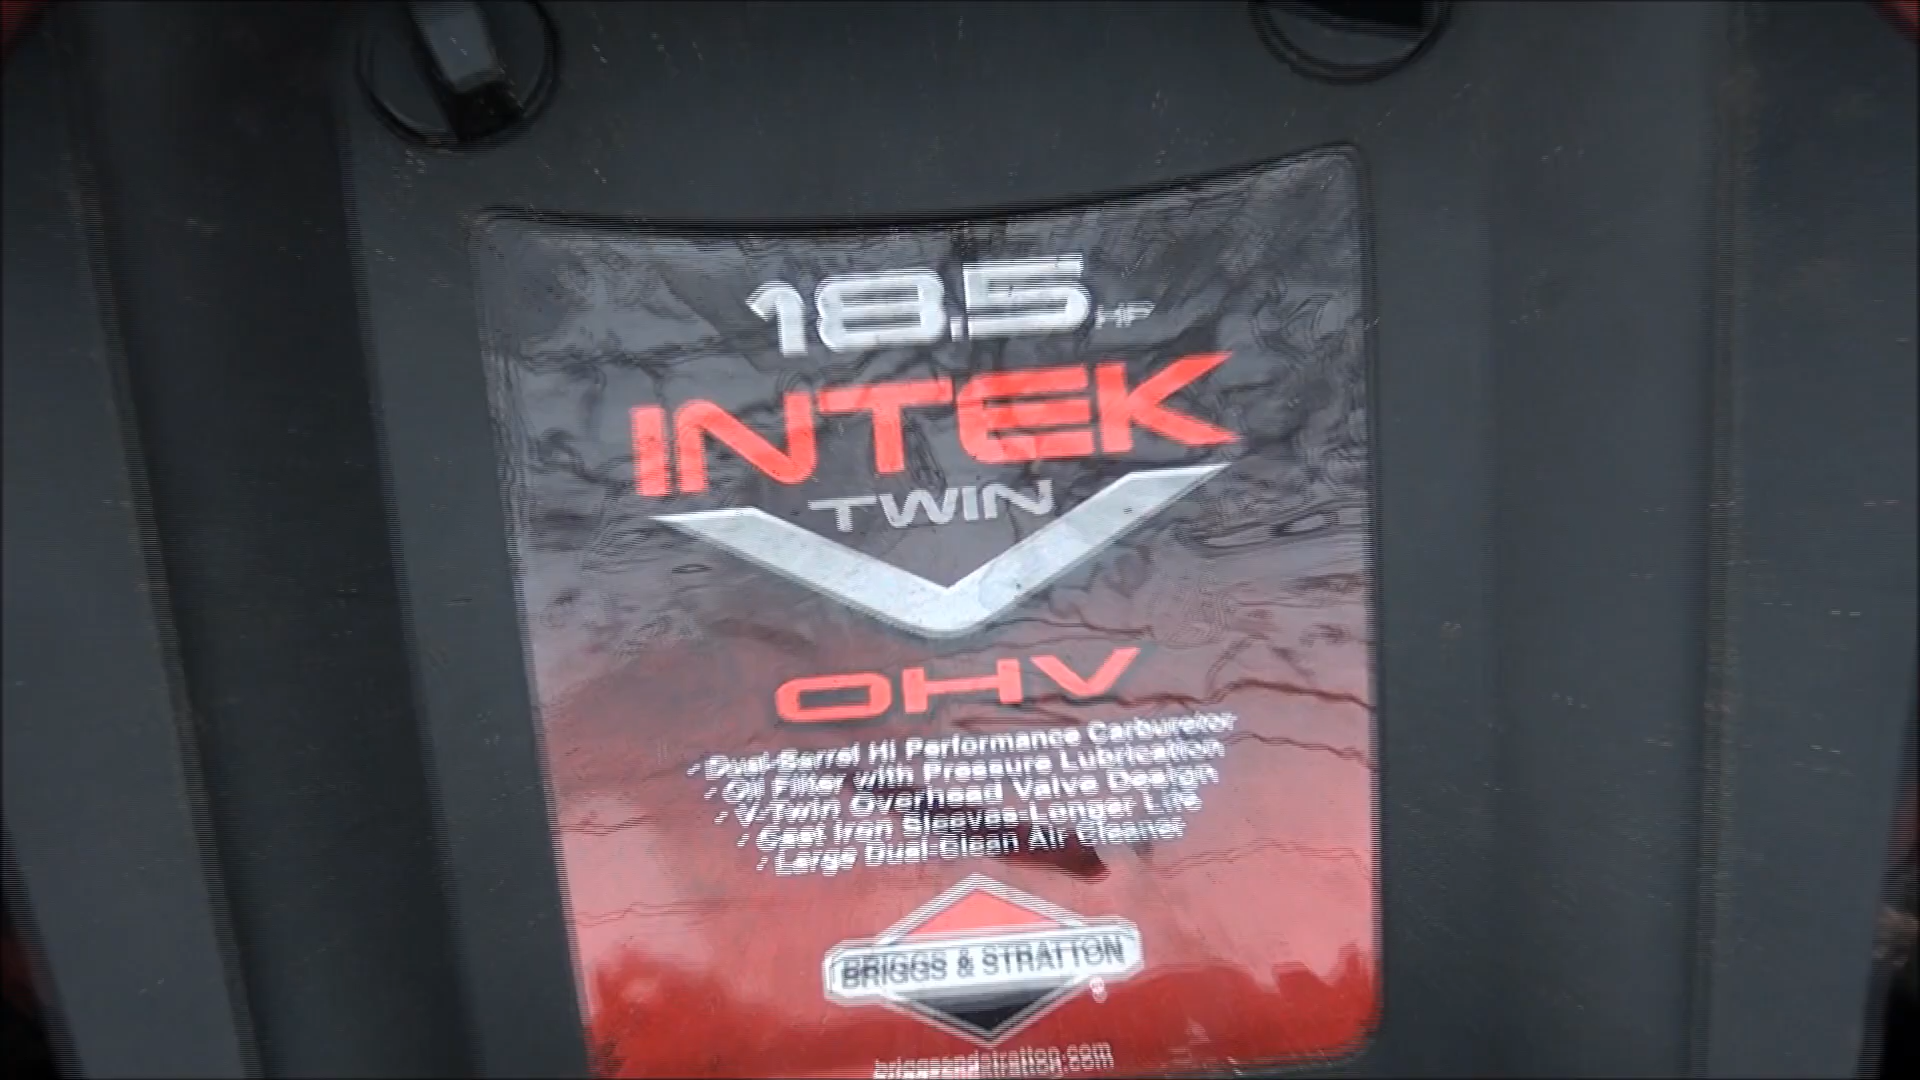 18.5 HP
INTEK
TWIN
OHV
Dual-Barrel Hi Performance Carburetor
Oil Filter with Pressure Lubrication
V-Twin Overhead Valve Design
Cast Iron Sleeves-Longer Life
Large Dual-Clean Air Cleaner
BRIGGS & STRATTON
®
briggsandstratton.com